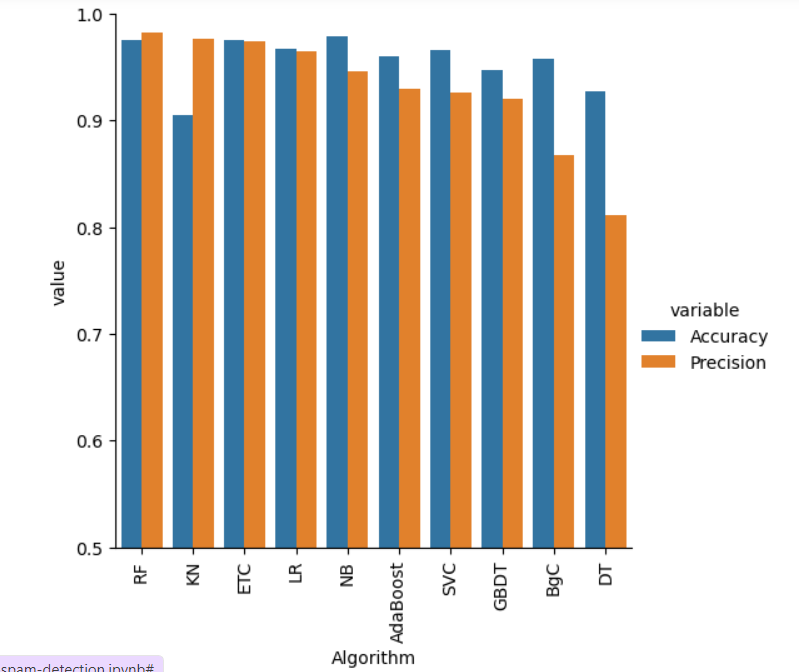 1.0
0.9
0.8
0.7
0.6
0.5
value
RF
KN
ETC
LR
NB
AdaBoost
SVC
GBDT
BgC
DT
Algorithm
variable
Accuracy
Precision
spam-detection.ipynb#